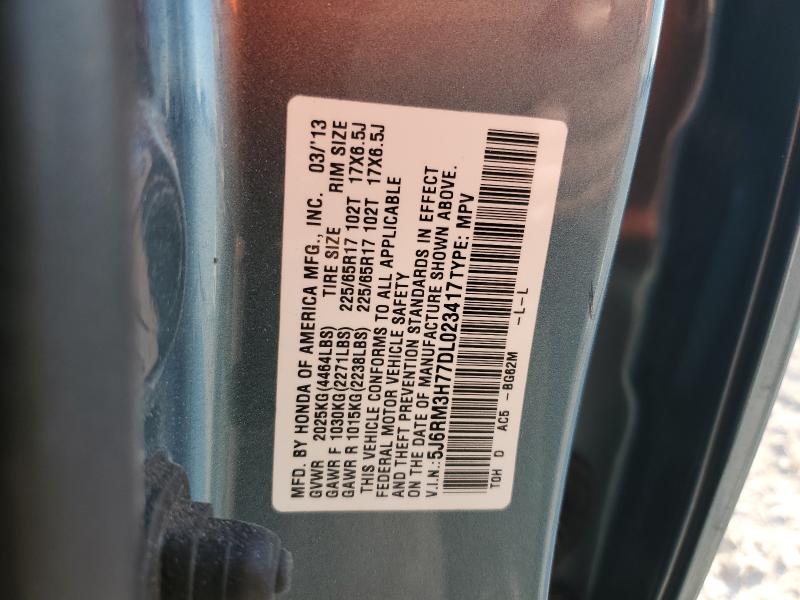 MFD. BY HONDA OF AMERICA MFG., INC. 03/'13
GVWR 2025KG(4464LBS) TIRE SIZE RIM SIZE
GAWR F 1030KG(2271LBS) 225/65R17 102T 17X6.5J
GAWR R 1015KG(2238LBS) 225/65R17 102T 17X6.5J
THIS VEHICLE CONFORMS TO ALL APPLICABLE
FEDERAL MOTOR VEHICLE SAFETY
AND THEFT PREVENTION STANDARDS IN EFFECT
ON THE DATE OF MANUFACTURE SHOWN ABOVE.
V.I.N.:5J6RM3H77DL023417 TYPE: MPV
TOH D AC5 -BG62M -L-L